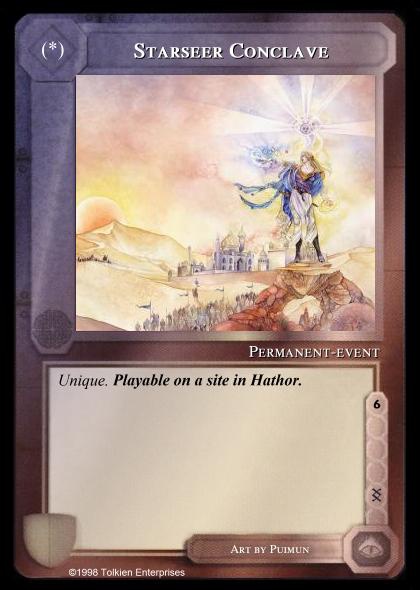 (*)
STARSEER CONCLAVE
PERMANENT-EVENT
Unique. Playable on a site in Hathor.
6
ART BY PUIMUN
©1998 Tolkien Enterprises